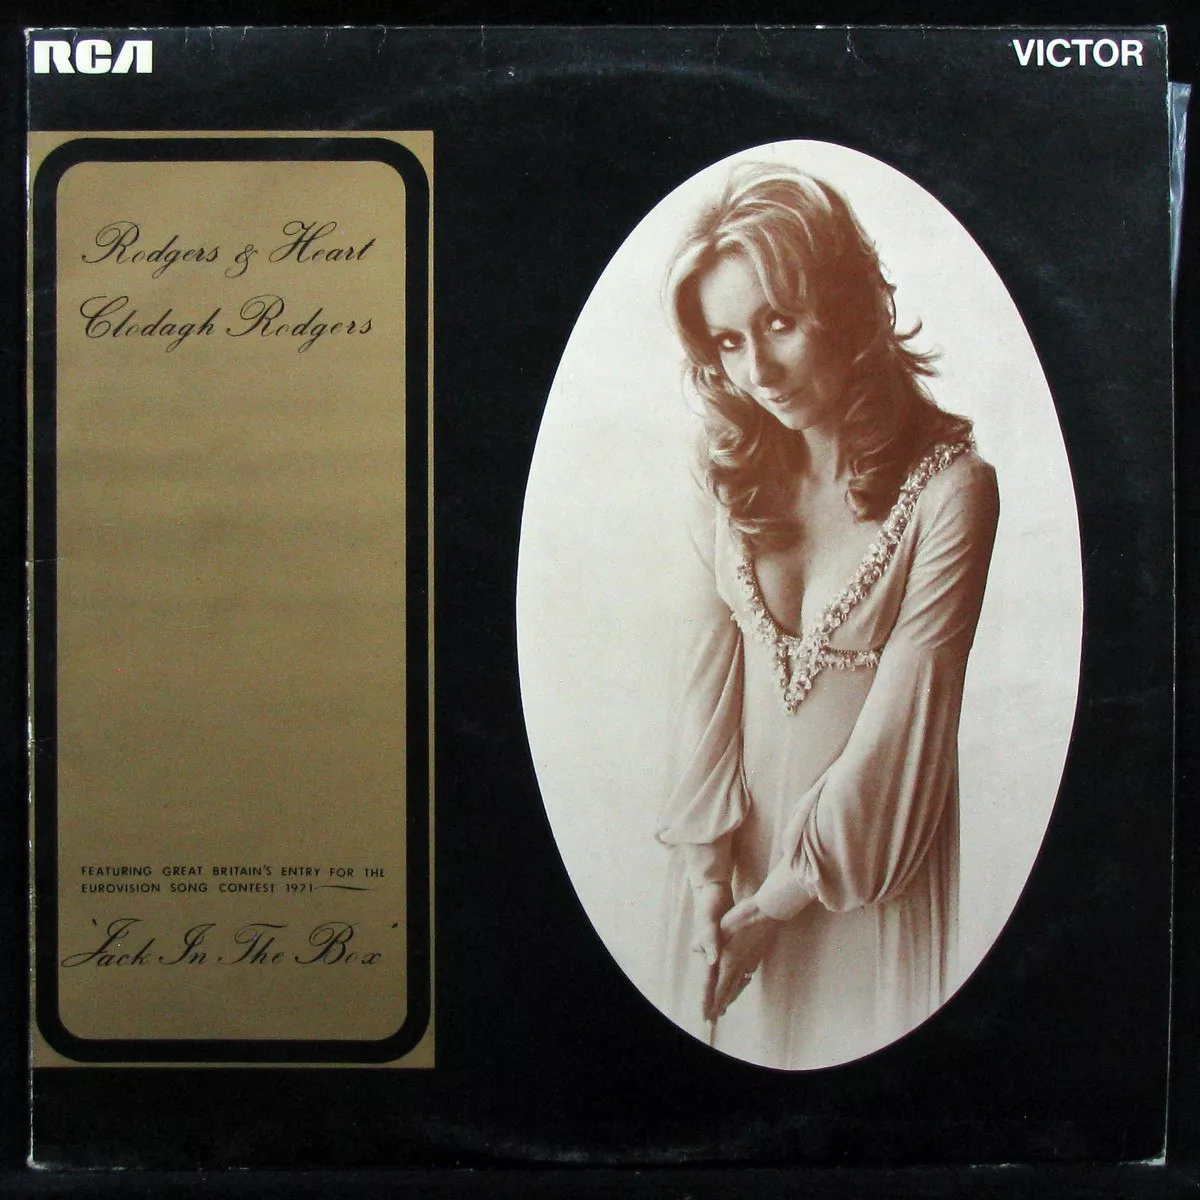 RCA
VICTOR
Rodgers & Heart
Clodagh Rodgers
FEATURING GREAT BRITAIN'S ENTRY FOR THE
EUROVISION SONG CONTEST 1971
'Jack In The Box'